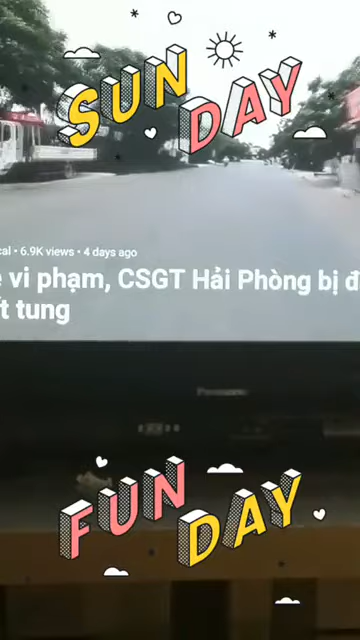 SUN
DAY
cal • 6.9K views • 4 days ago
vi phạm, CSGT Hải Phòng bị đ
t tung
Panasonic
FUN
DAY